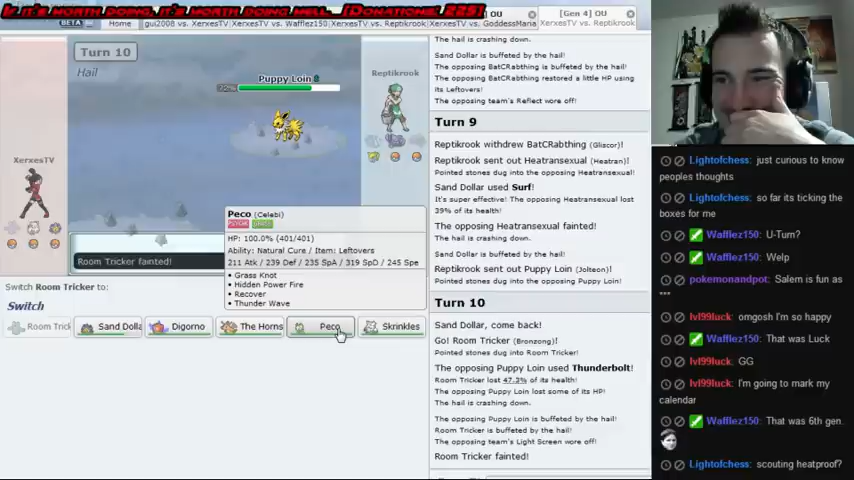 If it's worth doing, it's worth doing well. [Donations: 225]
BETA
Home
gui2008 vs. XerxesTV
XerxesTV vs. Wafflez150
XerxesTV vs. Reptikrook
OU
XerxesTV vs. GoddessMaria
[Gen 4] OU
XerxesTV vs. Reptikrook
Turn 10
Hail
Puppy Loin
72%
Reptikrook
XerxesTV
Room Tricker fainted!
Peco (Celebi)
PSYCHC GRASS
HP: 100.0% (401/401)
Ability: Natural Cure / Item: Leftovers
211 Atk / 239 Def / 235 SpA / 319 SpD / 245 Spe
• Grass Knot
• Hidden Power Fire
• Recover
• Thunder Wave
Switch Room Tricker to:
Switch
Room Trick
Sand Dolla
Digorno
The Horns
Peco
Skrinkles
The hail is crashing down.
Sand Dollar is buffeted by the hail!
The opposing BatCRabthing is buffeted by the hail!
The opposing BatCRabthing restored a little HP using
its Leftovers!
The opposing team's Reflect wore off!
Turn 9
Reptikrook withdrew BatCRabthing (Gliscor)!
Reptikrook sent out Heatransexual (Heatran)!
Pointed stones dug into the opposing Heatransexual!
Sand Dollar used Surf!
It's super effective! The opposing Heatransexual lost
39% of its health!
The opposing Heatransexual fainted!
The hail is crashing down.
Sand Dollar is buffeted by the hail!
Reptikrook sent out Puppy Loin (Jolteon)!
Pointed stones dug into the opposing Puppy Loin!
Turn 10
Sand Dollar, come back!
Go! Room Tricker (Bronzong)!
Pointed stones dug into Room Tricker!
The opposing Puppy Loin used Thunderbolt!
Room Tricker lost 47.3% of its health!
The opposing Puppy Loin lost some of its HP!
The hail is crashing down.
The opposing Puppy Loin is buffeted by the hail!
Room Tricker is buffeted by the hail!
The opposing team's Light Screen wore off!
Room Tricker fainted!
Lightofchess: just curious to know
peoples thoughts
Lightofchess: so far its ticking the
boxes for me
Wafflez150: U-Turn?
Wafflez150: Welp
pokemonandpot: Salem is fun as
***
lvl99luck: omgosh I'm so happy
Wafflez150: That was Luck
lvl99luck: GG
lvl99luck: I'm going to mark my
calendar
Wafflez150: That was 6th gen.
Lightofchess: scouting heatproof?